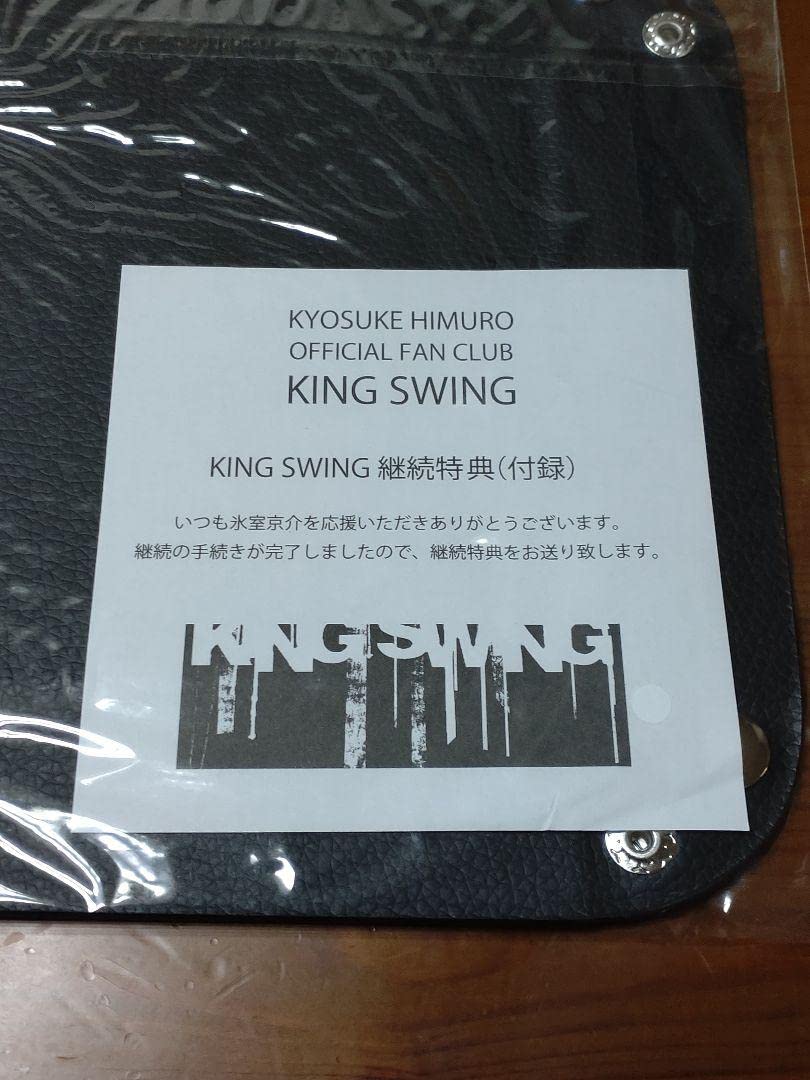 KYOSUKE HIMURO
OFFICIAL FAN CLUB
KING SWING
KING SWING 継続特典(付録)
いつも氷室京介を応援いただきありがとうございます。
継続の手続きが完了しましたので、継続特典をお送り致します。
KING SWING